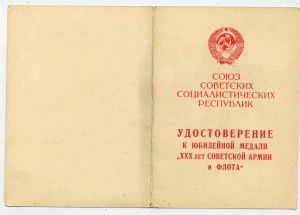 СОЮЗ
СОВЕТСКИХ
СОЦИАЛИСТИЧЕСКИХ
РЕСПУБЛИК
УДОСТОВЕРЕНИЕ
К ЮБИЛЕЙНОЙ МЕДАЛИ
„XXX ЛЕТ СОВЕТСКОЙ АРМИИ
И ФЛОТА“